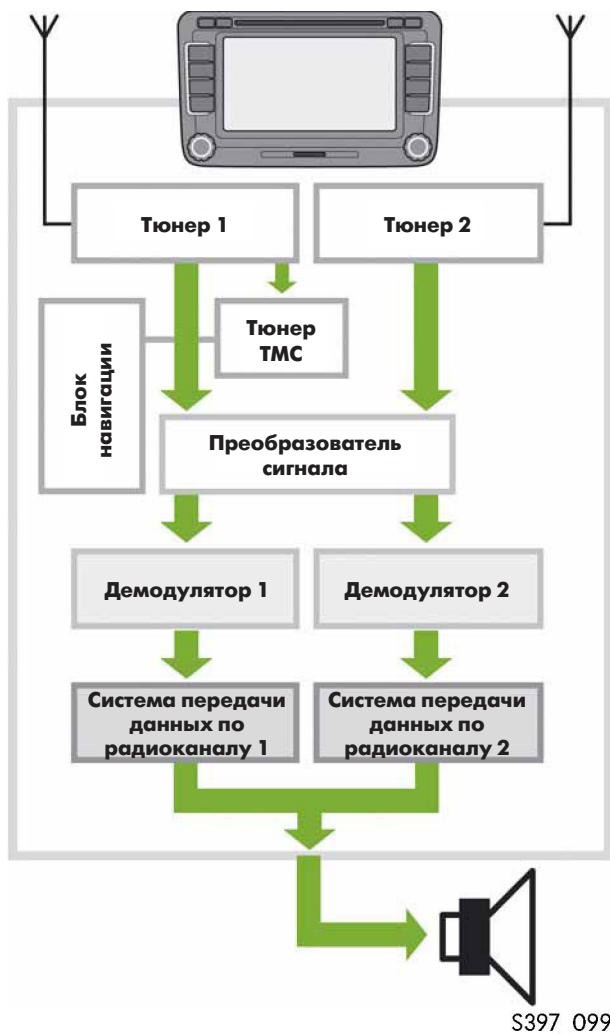 Тюнер 1
Тюнер 2
Тюнер
ТМС
Блок
навигации
Преобразователь
сигнала
Демодулятор 1
Демодулятор 2
Система передачи
данных по
радиоканалу 1
Система передачи
данных по
радиоканалу 2
S397_099